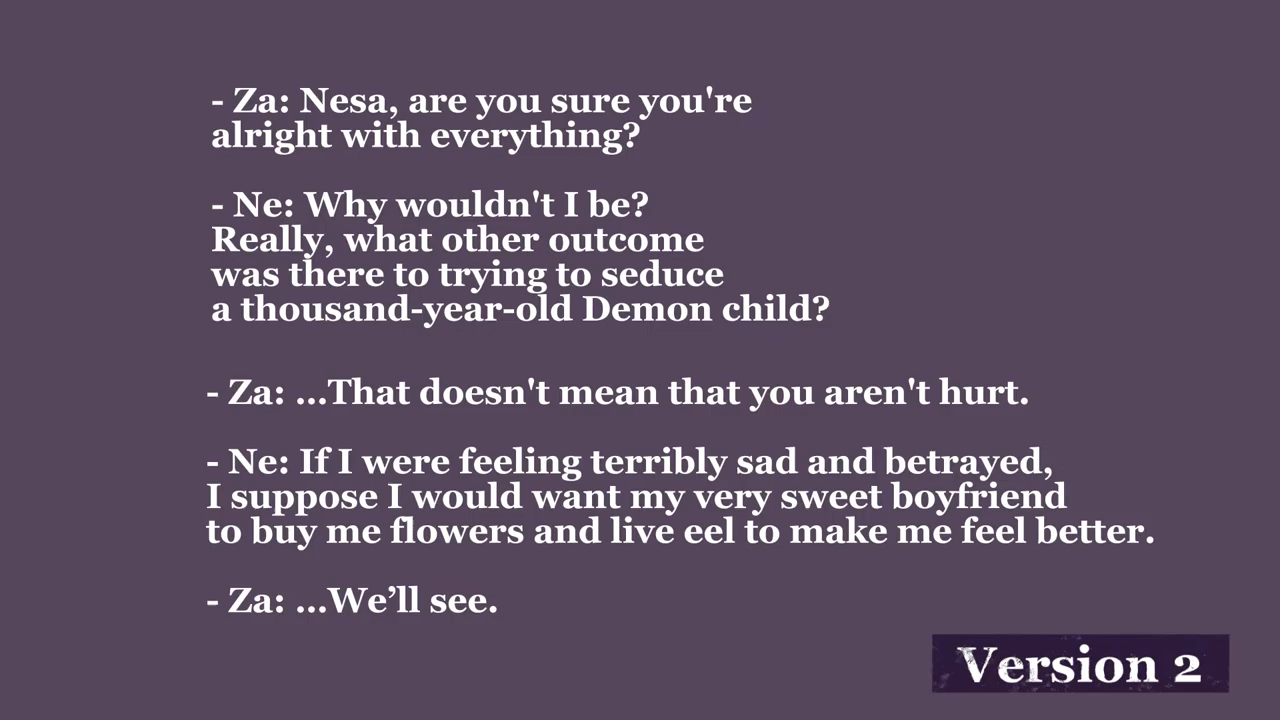 - Za: Nesa, are you sure you're
alright with everything?
- Ne: Why wouldn't I be?
Really, what other outcome
was there to trying to seduce
a thousand-year-old Demon child?
- Za: ...That doesn't mean that you aren't hurt.
- Ne: If I were feeling terribly sad and betrayed,
I suppose I would want my very sweet boyfriend
to buy me flowers and live eel to make me feel better.
- Za: ...We’ll see.
Version 2